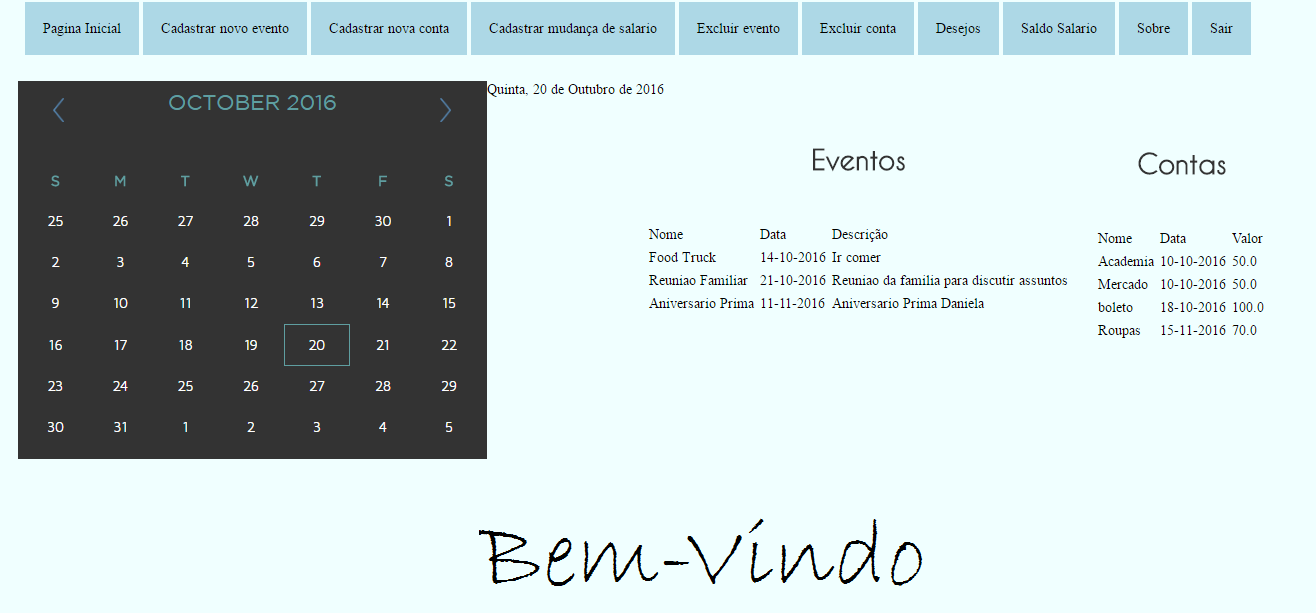 Pagina Inicial Cadastrar novo evento Cadastrar nova conta Cadastrar mudança de salario Excluir evento Excluir conta Desejos Saldo Salario Sobre Sair
OCTOBER 2016
S M T W T F S
25 26 27 28 29 30 1
2 3 4 5 6 7 8
9 10 11 12 13 14 15
16 17 18 19 20 21 22
23 24 25 26 27 28 29
30 31 1 2 3 4 5
Quinta, 20 de Outubro de 2016
Eventos
Nome Data Descrição
Food Truck 14-10-2016 Ir comer
Reuniao Familiar 21-10-2016 Reuniao da familia para discutir assuntos
Aniversario Prima 11-11-2016 Aniversario Prima Daniela
Contas
Nome Data Valor
Academia 10-10-2016 50.0
Mercado 10-10-2016 50.0
boleto 18-10-2016 100.0
Roupas 15-11-2016 70.0
Bem-Vindo